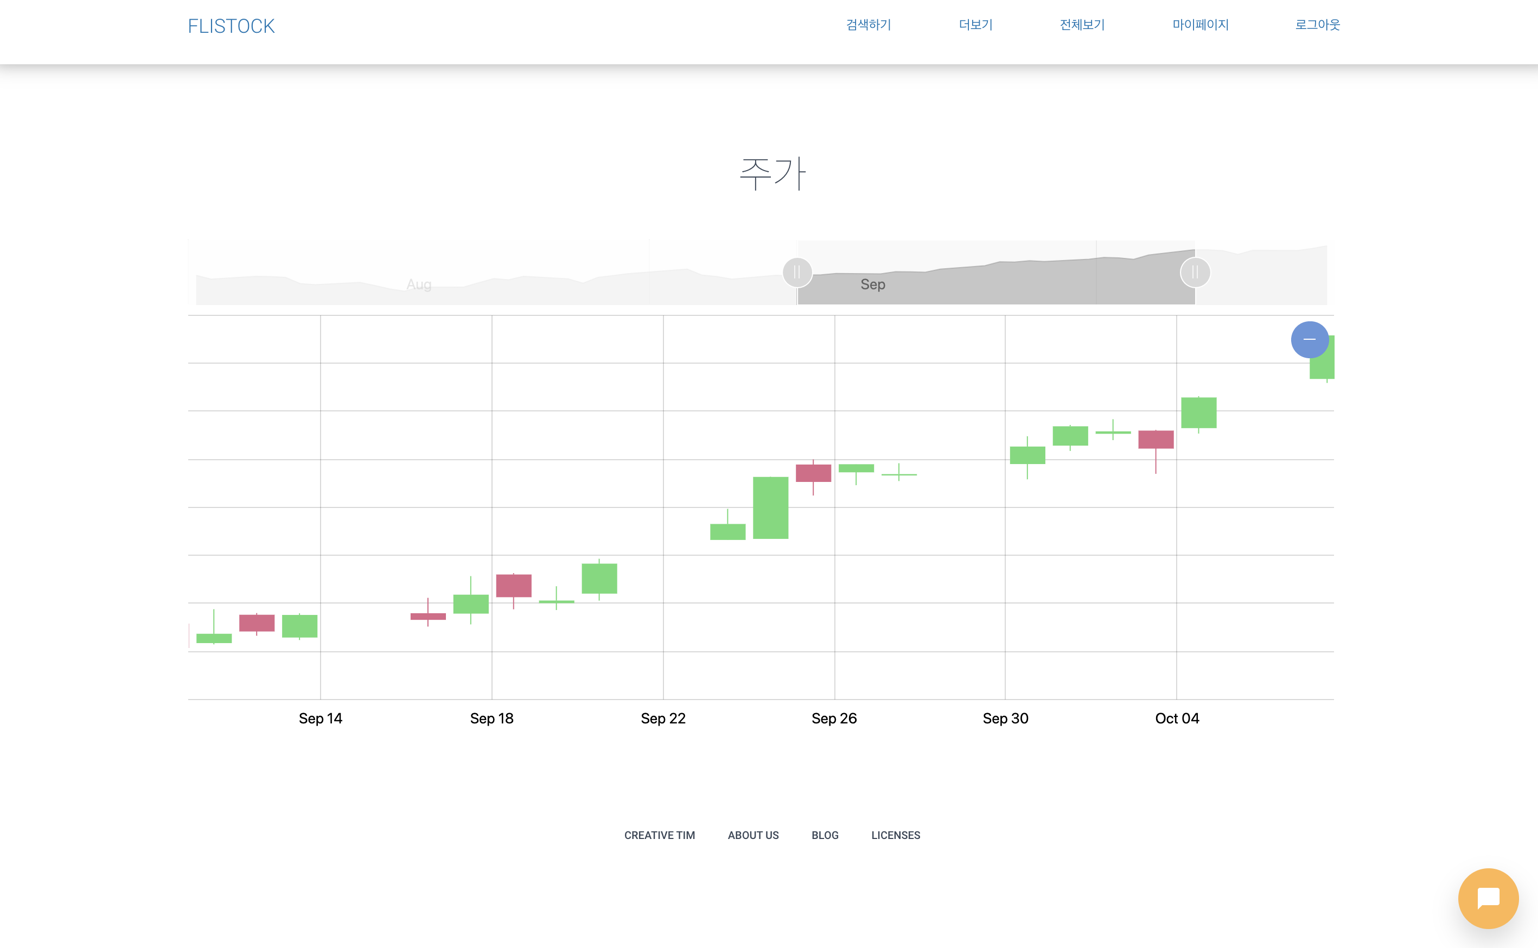 FLISTOCK 검색하기 더보기 전체보기 마이페이지 로그아웃
주가
Aug Sep
Sep 14 Sep 18 Sep 22 Sep 26 Sep 30 Oct 04
CREATIVE TIM ABOUT US BLOG LICENSES